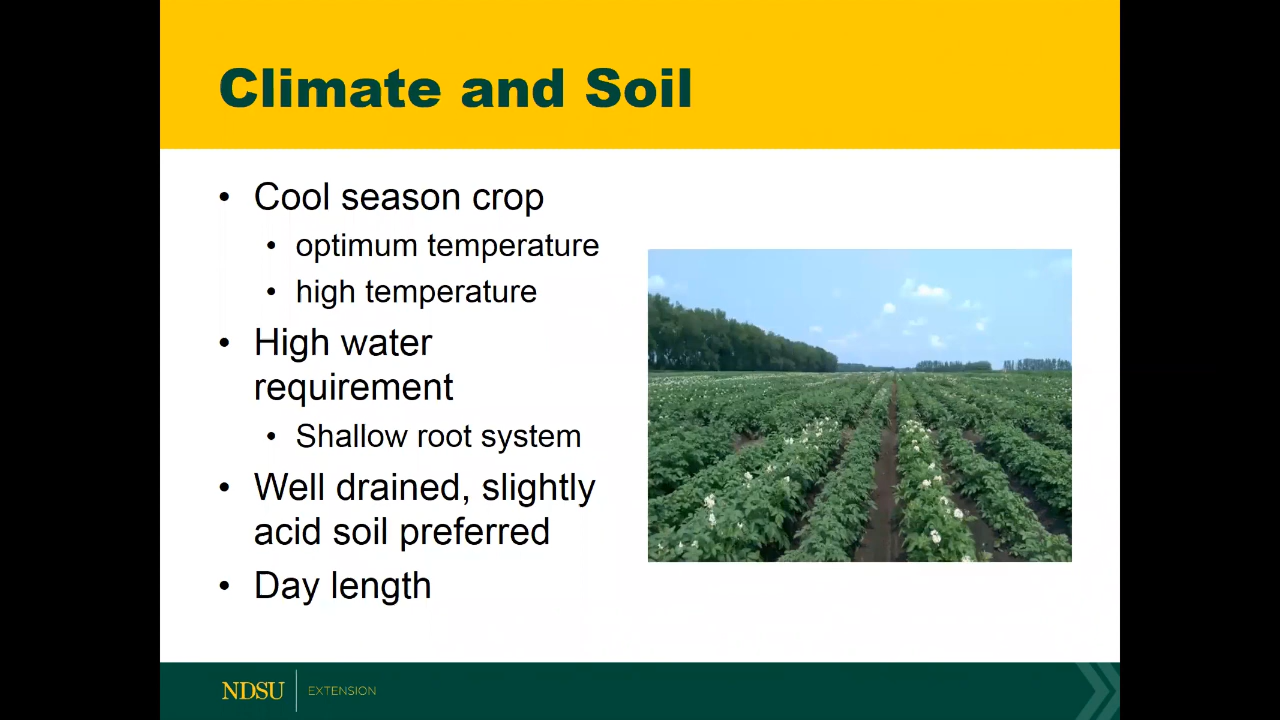 Climate and Soil
• Cool season crop
• optimum temperature
• high temperature
• High water
requirement
• Shallow root system
• Well drained, slightly
acid soil preferred
• Day length
NDSU EXTENSION